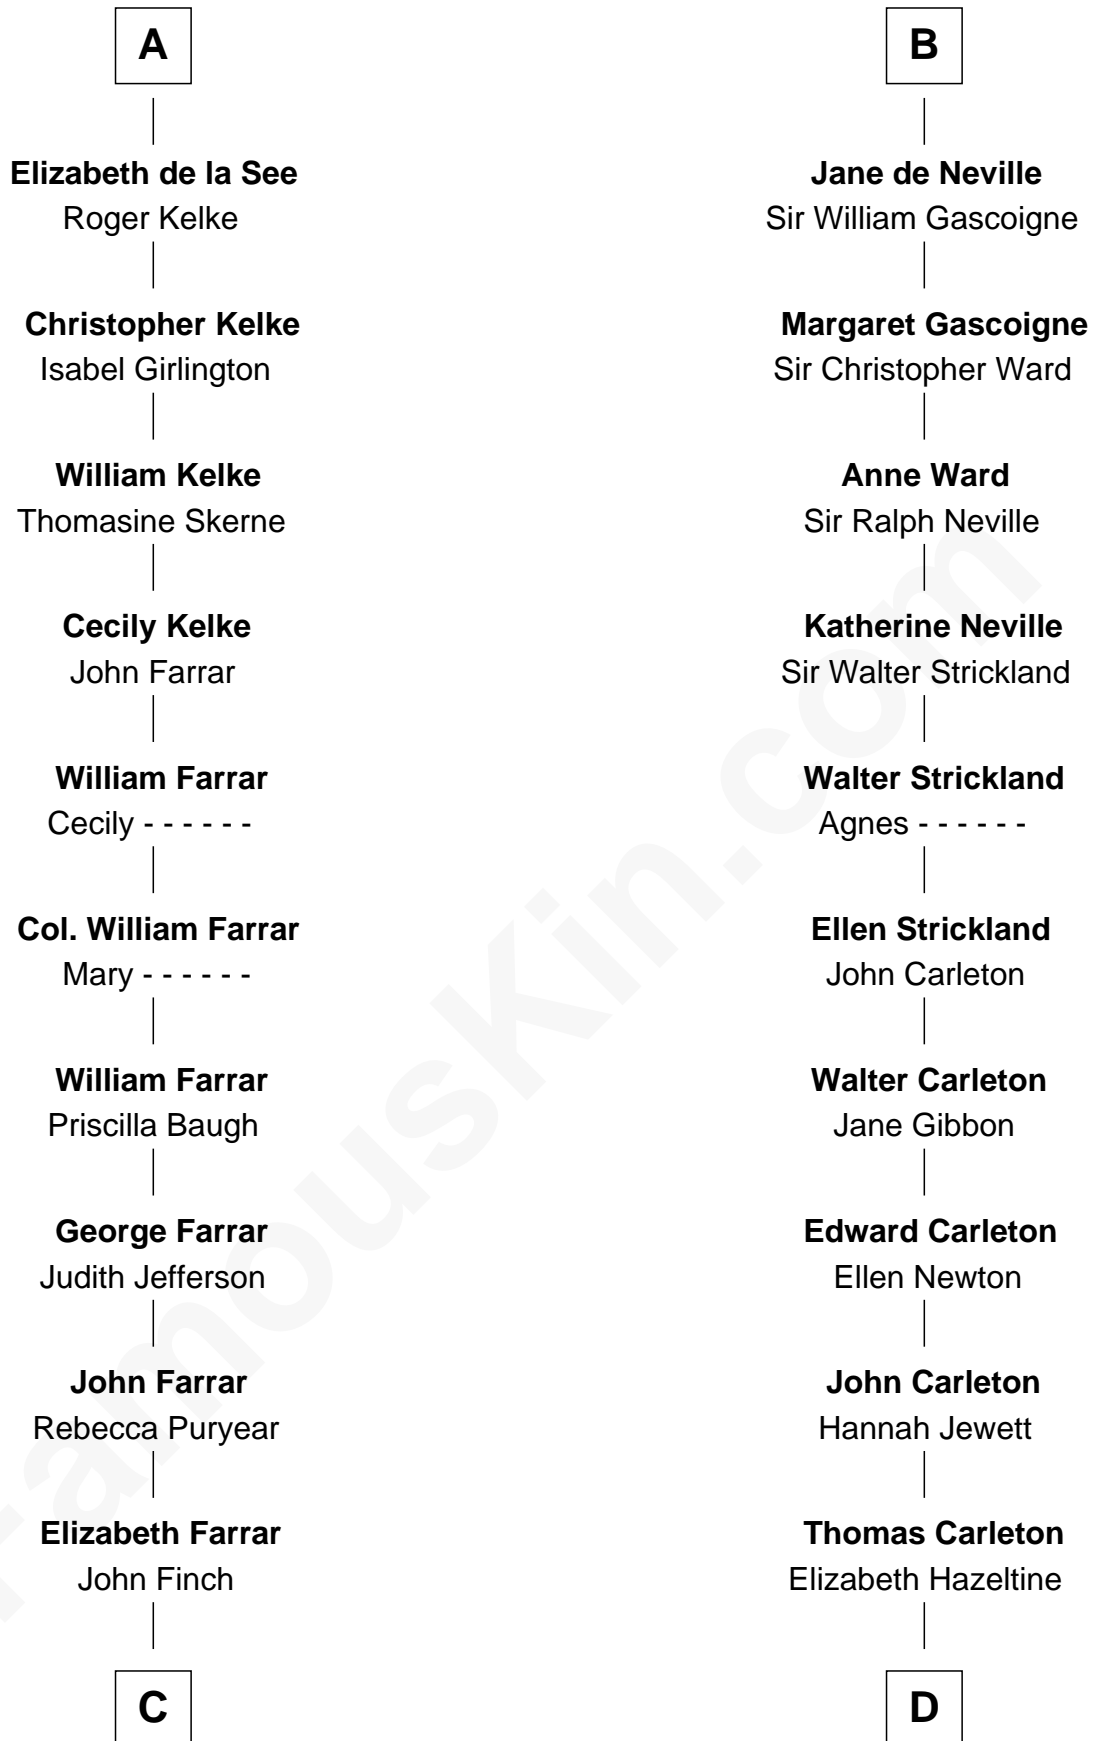 A
Elizabeth de la See
Roger Kelke
Christopher Kelke
Isabel Girlington
William Kelke
Thomasine Skerne
Cecily Kelke
John Farrar
William Farrar
Cecily - - - - - -
Col. William Farrar
Mary - - - - - -
William Farrar
Priscilla Baugh
George Farrar
Judith Jefferson
John Farrar
Rebecca Puryear
Elizabeth Farrar
John Finch
C
B
Jane de Neville
Sir William Gascoigne
Margaret Gascoigne
Sir Christopher Ward
Anne Ward
Sir Ralph Neville
Katherine Neville
Sir Walter Strickland
Walter Strickland
Agnes - - - - - -
Ellen Strickland
John Carleton
Walter Carleton
Jane Gibbon
Edward Carleton
Ellen Newton
John Carleton
Hannah Jewett
Thomas Carleton
Elizabeth Hazeltine
D
FamousKin.com